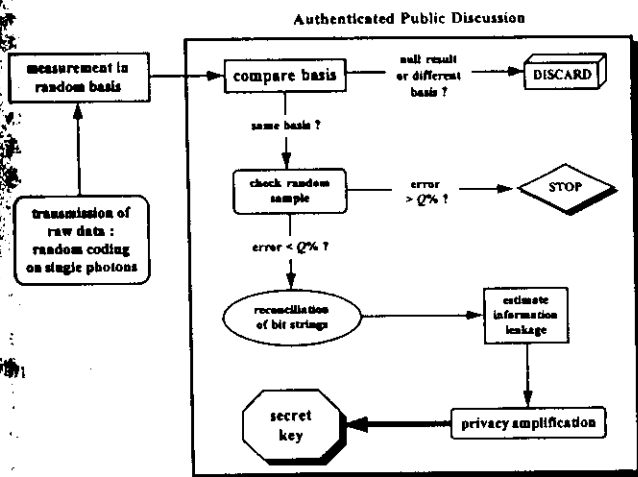 Authenticated Public Discussion
measurement in
random basis
compare basis
null result
or different
basis ?
DISCARD
same basis ?
transmission of
raw data :
random coding
on single photons
check random
sample
error
> Q% ?
STOP
error < Q% ?
reconciliation
of bit strings
estimate
information
leakage
secret
key
privacy amplification